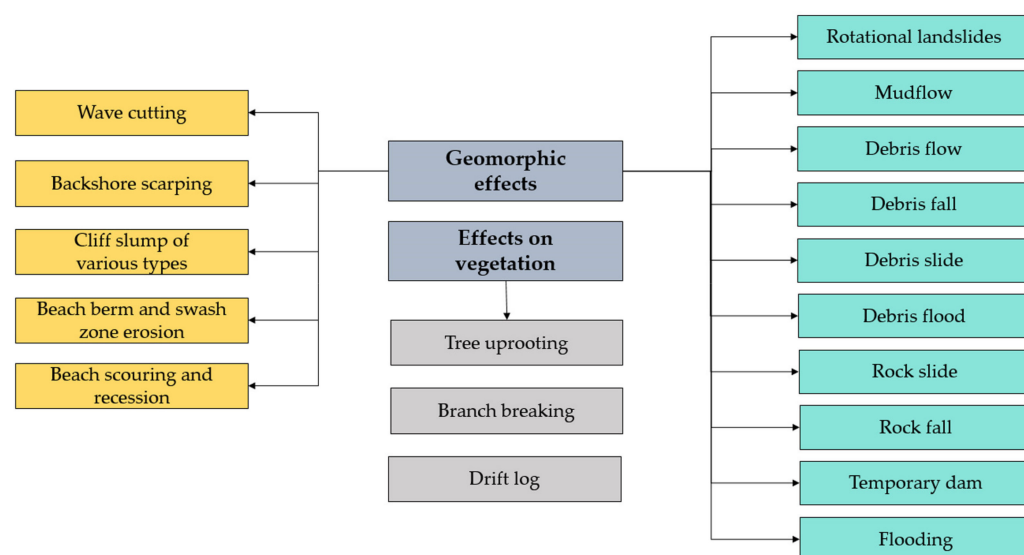 Wave cutting
Backshore scarping
Cliff slump of
various types
Beach berm and swash
zone erosion
Beach scouring and
recession
Geomorphic
effects
Effects on
vegetation
Tree uprooting
Branch breaking
Drift log
Rotational landslides
Mudflow
Debris flow
Debris fall
Debris slide
Debris flood
Rock slide
Rock fall
Temporary dam
Flooding